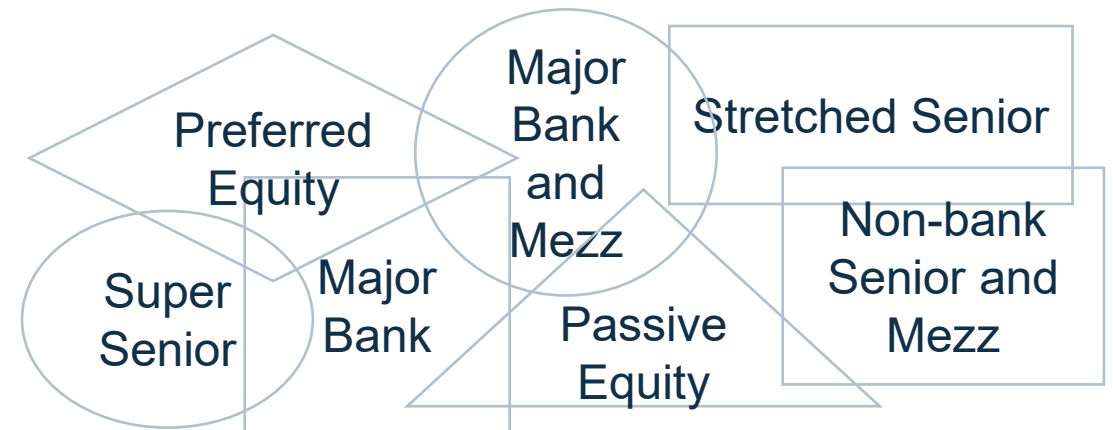 Preferred
Equity
Major
Bank
and
Mezz
Stretched Senior
Super
Senior
Major
Bank
Passive
Equity
Non-bank
Senior and
Mezz